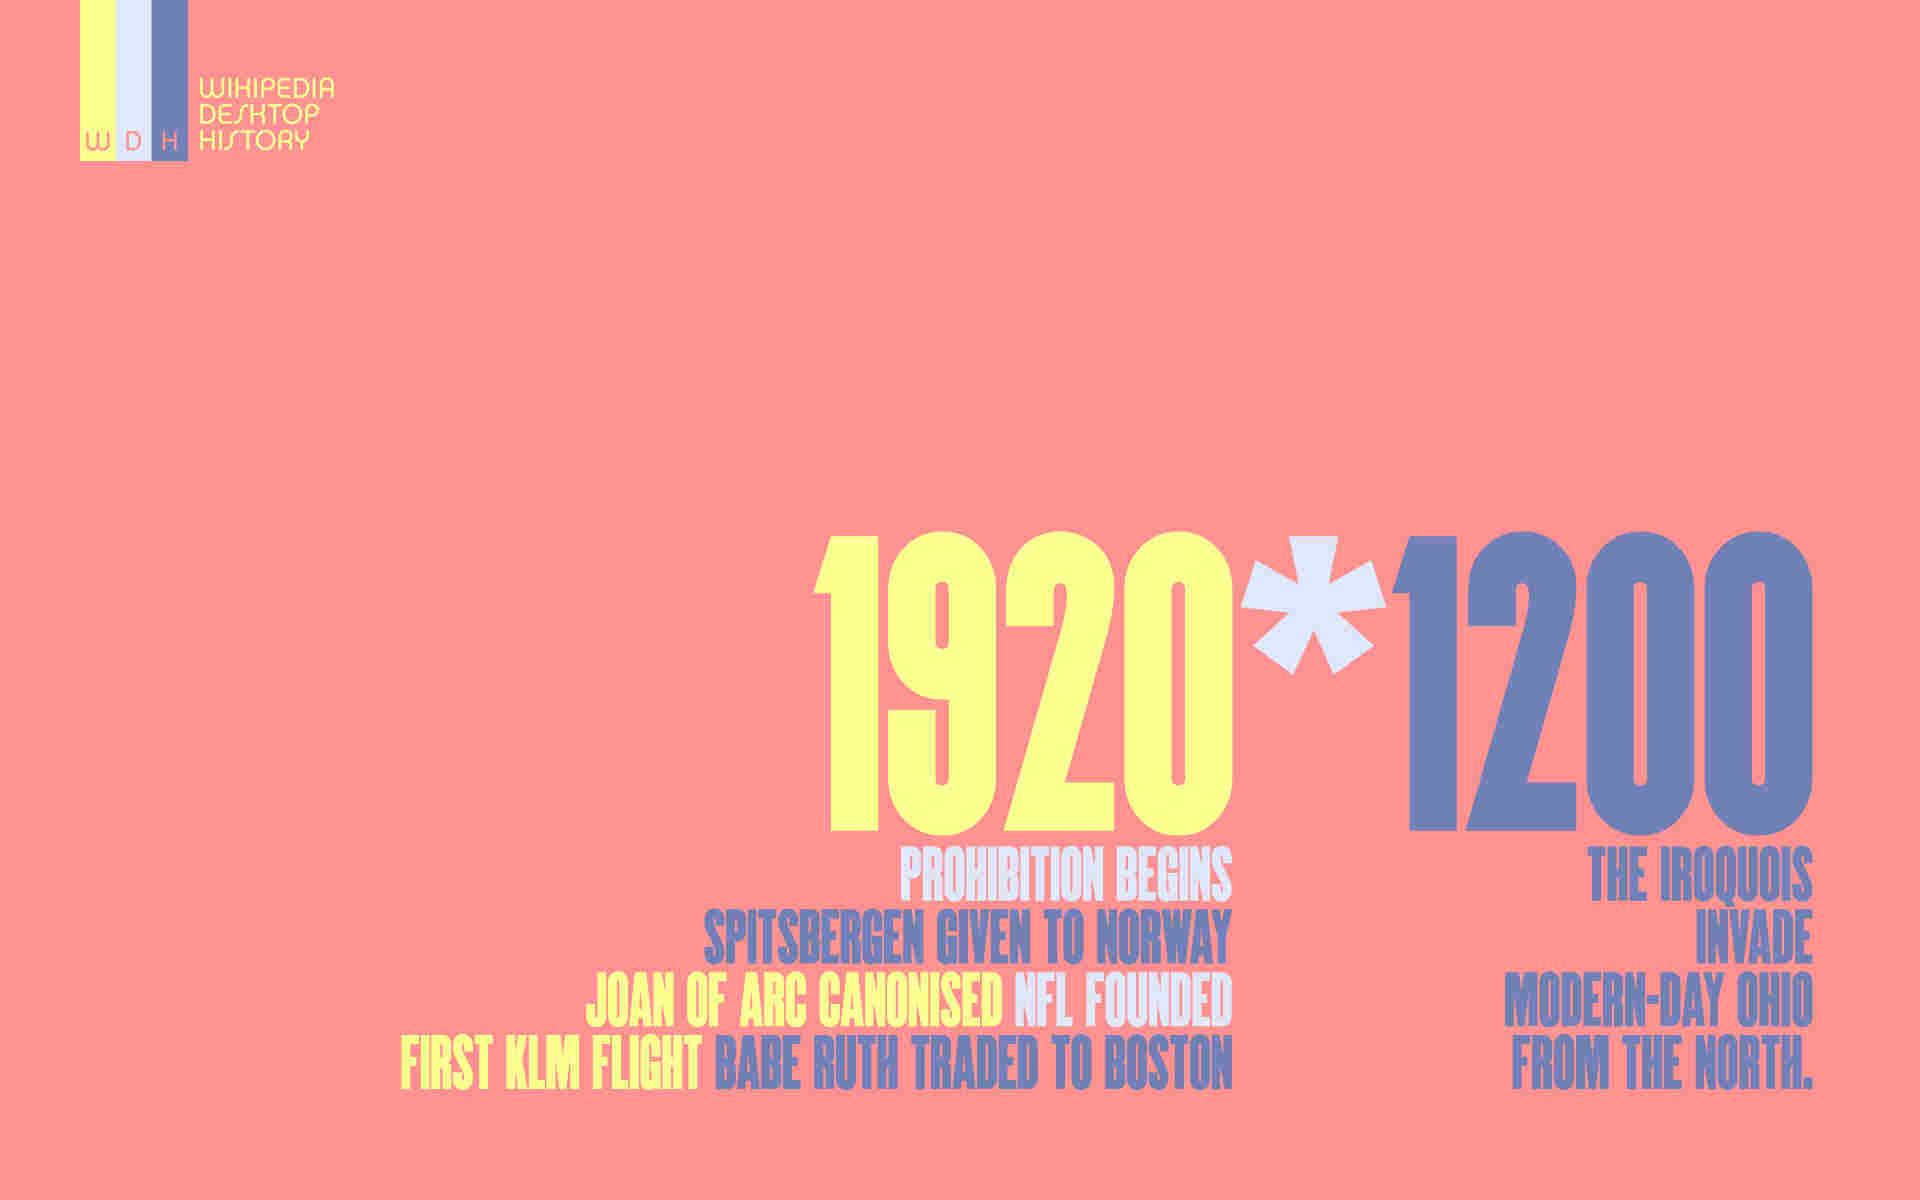 W D H
WIKIPEDIA
DESKTOP
HISTORY
1920*1200
PROHIBITION BEGINS
SPITSBERGEN GIVEN TO NORWAY
JOAN OF ARC CANONISED NFL FOUNDED
FIRST KLM FLIGHT BABE RUTH TRADED TO BOSTON
THE IROQUOIS
INVADE
MODERN-DAY OHIO
FROM THE NORTH.